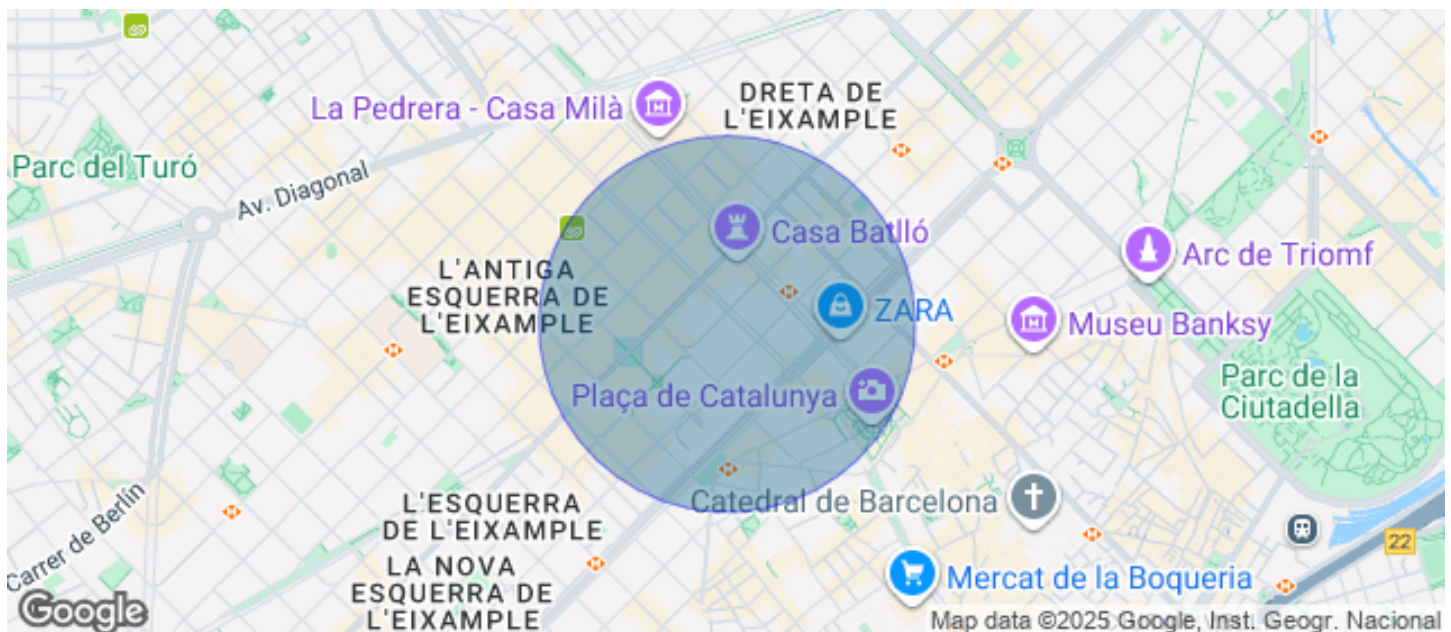 DRETA DE
L'EIXAMPLE
La Pedrera - Casa Milà
Parc del Turó
Av. Diagonal
Casa Batlló
Arc de Triomf
L'ANTIGA
ESQUERRA DE
L'EIXAMPLE
ZARA
Museu Banksy
Plaça de Catalunya
Parc de la
Ciutadella
L'ESQUERRA
DE L'EIXAMPLE
Catedral de Barcelona
Carrer de Berlín
22
LA NOVA
ESQUERRA DE
L'EIXAMPLE
Mercat de la Boqueria
Google
Map data ©2025 Google, Inst. Geogr. Nacional